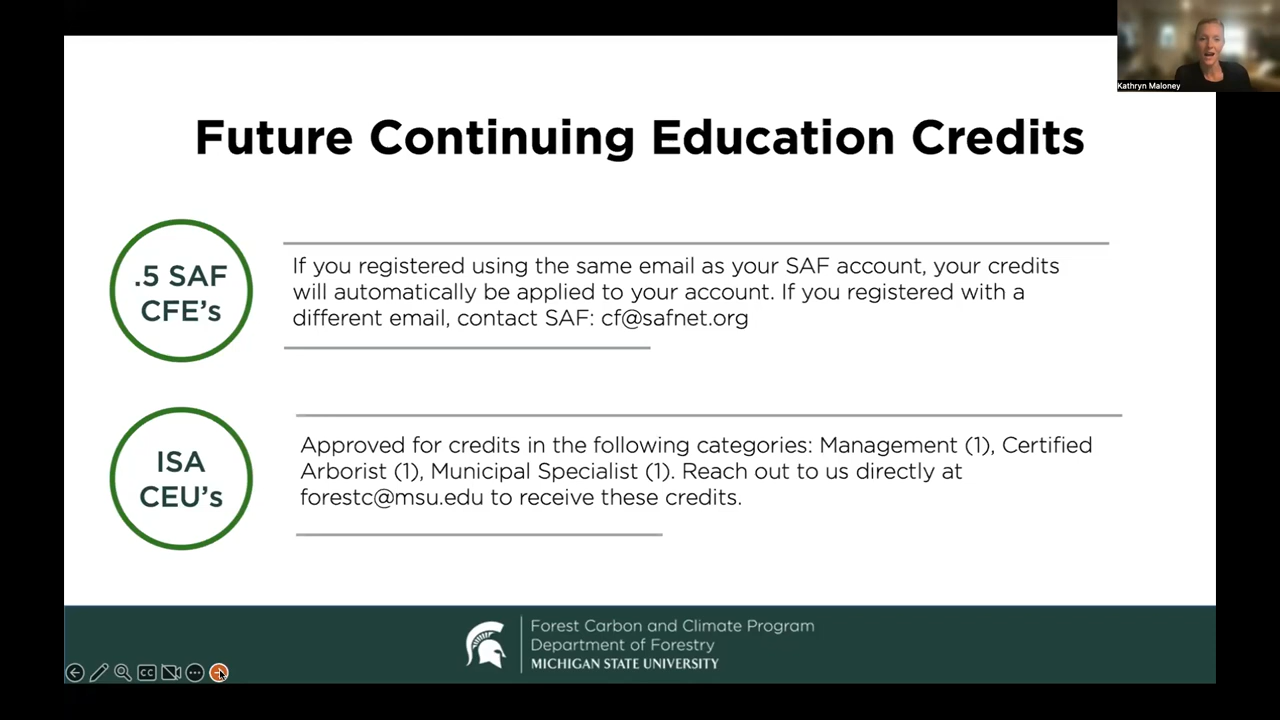 Kathryn Maloney
Future Continuing Education Credits
.5 SAF
CFE's
If you registered using the same email as your SAF account, your credits
will automatically be applied to your account. If you registered with a
different email, contact SAF: cf@safnet.org
ISA
CEU's
Approved for credits in the following categories: Management (1), Certified
Arborist (1), Municipal Specialist (1). Reach out to us directly at
forestc@msu.edu to receive these credits.
Forest Carbon and Climate Program
Department of Forestry
MICHIGAN STATE UNIVERSITY
CC